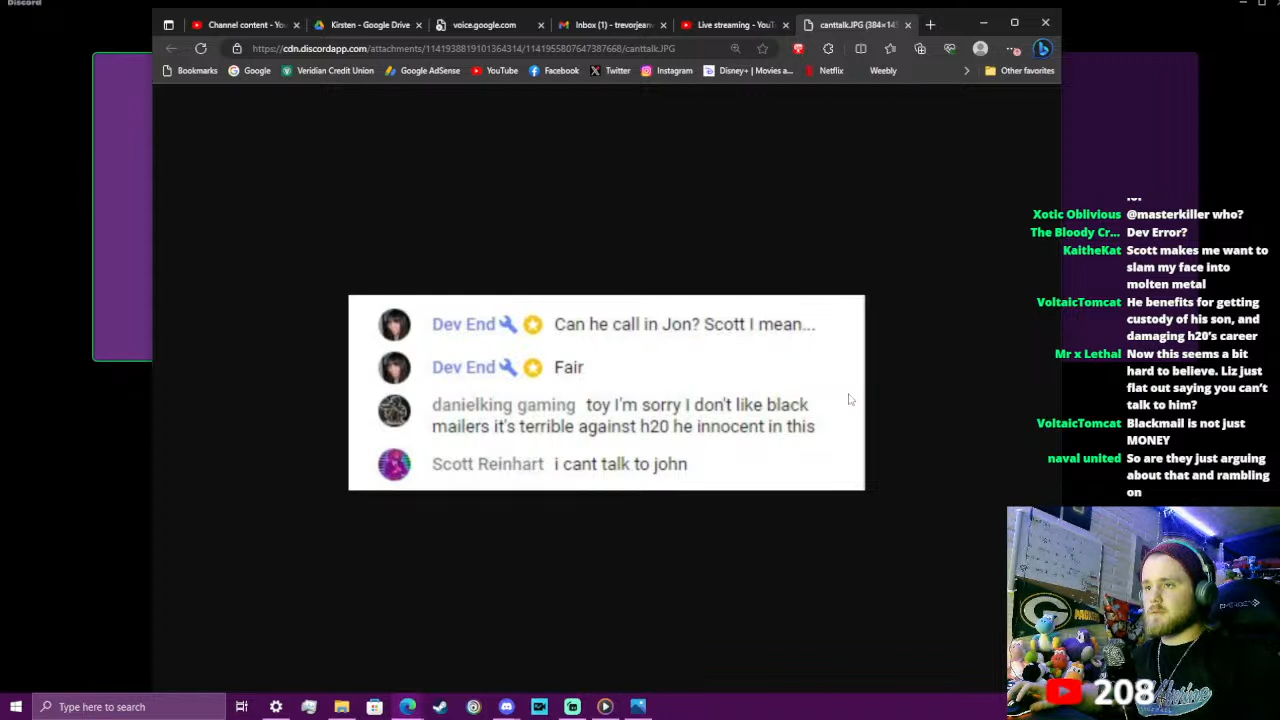 Discord
Channel content - You
Kirsten - Google Drive
voice.google.com
Inbox (1) - trevorjean
Live streaming - YouT
canttalk.JPG (384×14
https://cdn.discordapp.com/attachments/1141938819101364314/1141955807647387668/canttalk.JPG
Bookmarks
Google
Veridian Credit Union
Google AdSense
YouTube
Facebook
Twitter
Instagram
Disney+ | Movies a...
Netflix
Weebly
Other favorites
Dev End Can he call in Jon? Scott I mean...
Dev End Fair
danielking gaming toy I'm sorry I don't like black
mailers it's terrible against h20 he innocent in this
Scott Reinhart i cant talk to john
Xotic Oblivious @masterkiller who?
The Bloody Cr... Dev Error?
KaitheKat Scott makes me want to
slam my face into
molten metal
VoltaicTomcat He benefits for getting
custody of his son, and
damaging h20's career
Mr x Lethal Now this seems a bit
hard to believe. Liz just
flat out saying you can't
talk to him?
VoltaicTomcat Blackmail is not just
MONEY
naval united So are they just arguing
about that and rambling
on
PACKERS
208
Type here to search